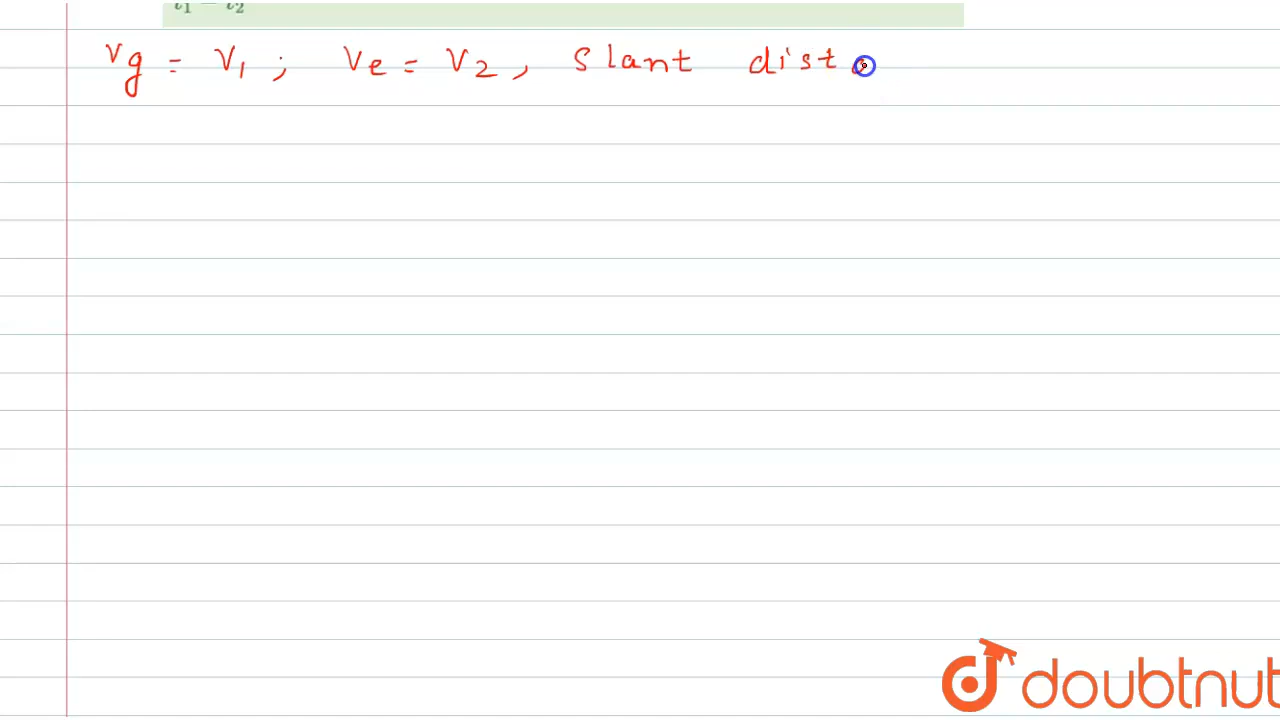 Vg = V1 ; Ve = V2 , Slant dist
doubtnut